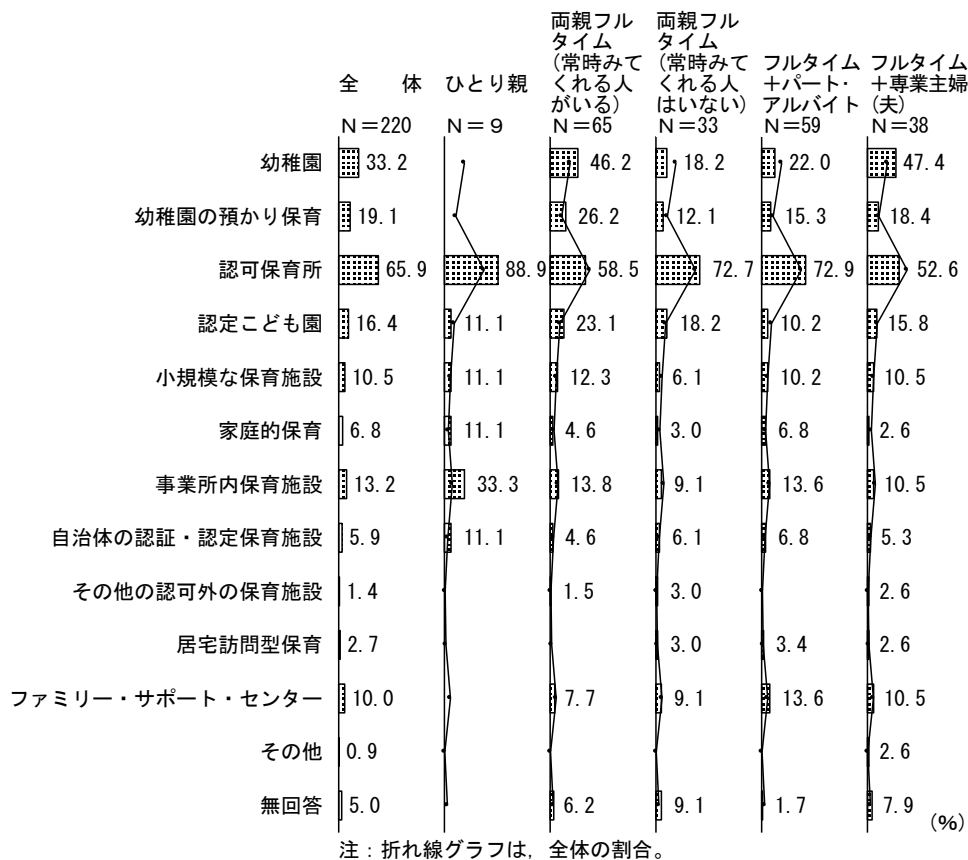 全　　体
ひとり親
両親フル
タイム
(常時みて
くれる人
がいる)
両親フル
タイム
(常時みて
くれる人
はいない)
フルタイム
＋パート・
アルバイト
フルタイム
＋専業主婦
(夫)
Ｎ＝220 Ｎ＝９ Ｎ＝65 Ｎ＝33 Ｎ＝59 Ｎ＝38
幼稚園 33.2 46.2 18.2 22.0 47.4
幼稚園の預かり保育 19.1 26.2 12.1 15.3 18.4
認可保育所 65.9 88.9 58.5 72.7 72.9 52.6
認定こども園 16.4 11.1 23.1 18.2 10.2 15.8
小規模な保育施設 10.5 11.1 12.3 6.1 10.2 10.5
家庭的保育 6.8 11.1 4.6 3.0 6.8 2.6
事業所内保育施設 13.2 33.3 13.8 9.1 13.6 10.5
自治体の認証・認定保育施設 5.9 11.1 4.6 6.1 6.8 5.3
その他の認可外の保育施設 1.4 1.5 3.0 2.6
居宅訪問型保育 2.7 3.0 3.4 2.6
ファミリー・サポート・センター 10.0 7.7 9.1 13.6 10.5
その他 0.9 2.6
無回答 5.0 6.2 9.1 1.7 7.9
(%)
注：折れ線グラフは，全体の割合。